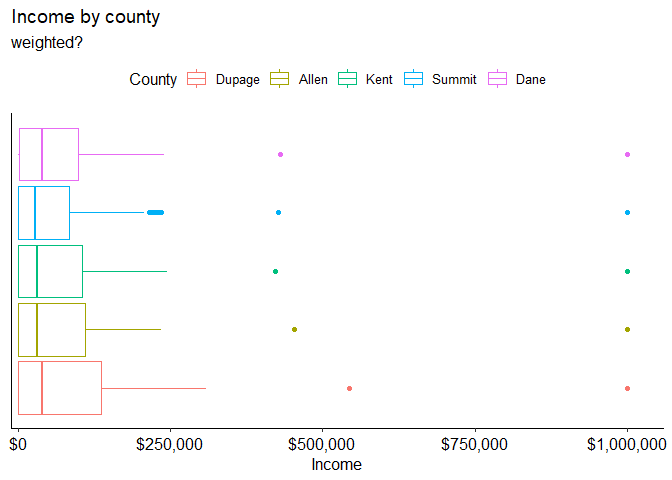 Income by county
weighted?
County Dupage Allen Kent Summit Dane
$0 $250,000 $500,000 $750,000 $1,000,000
Income